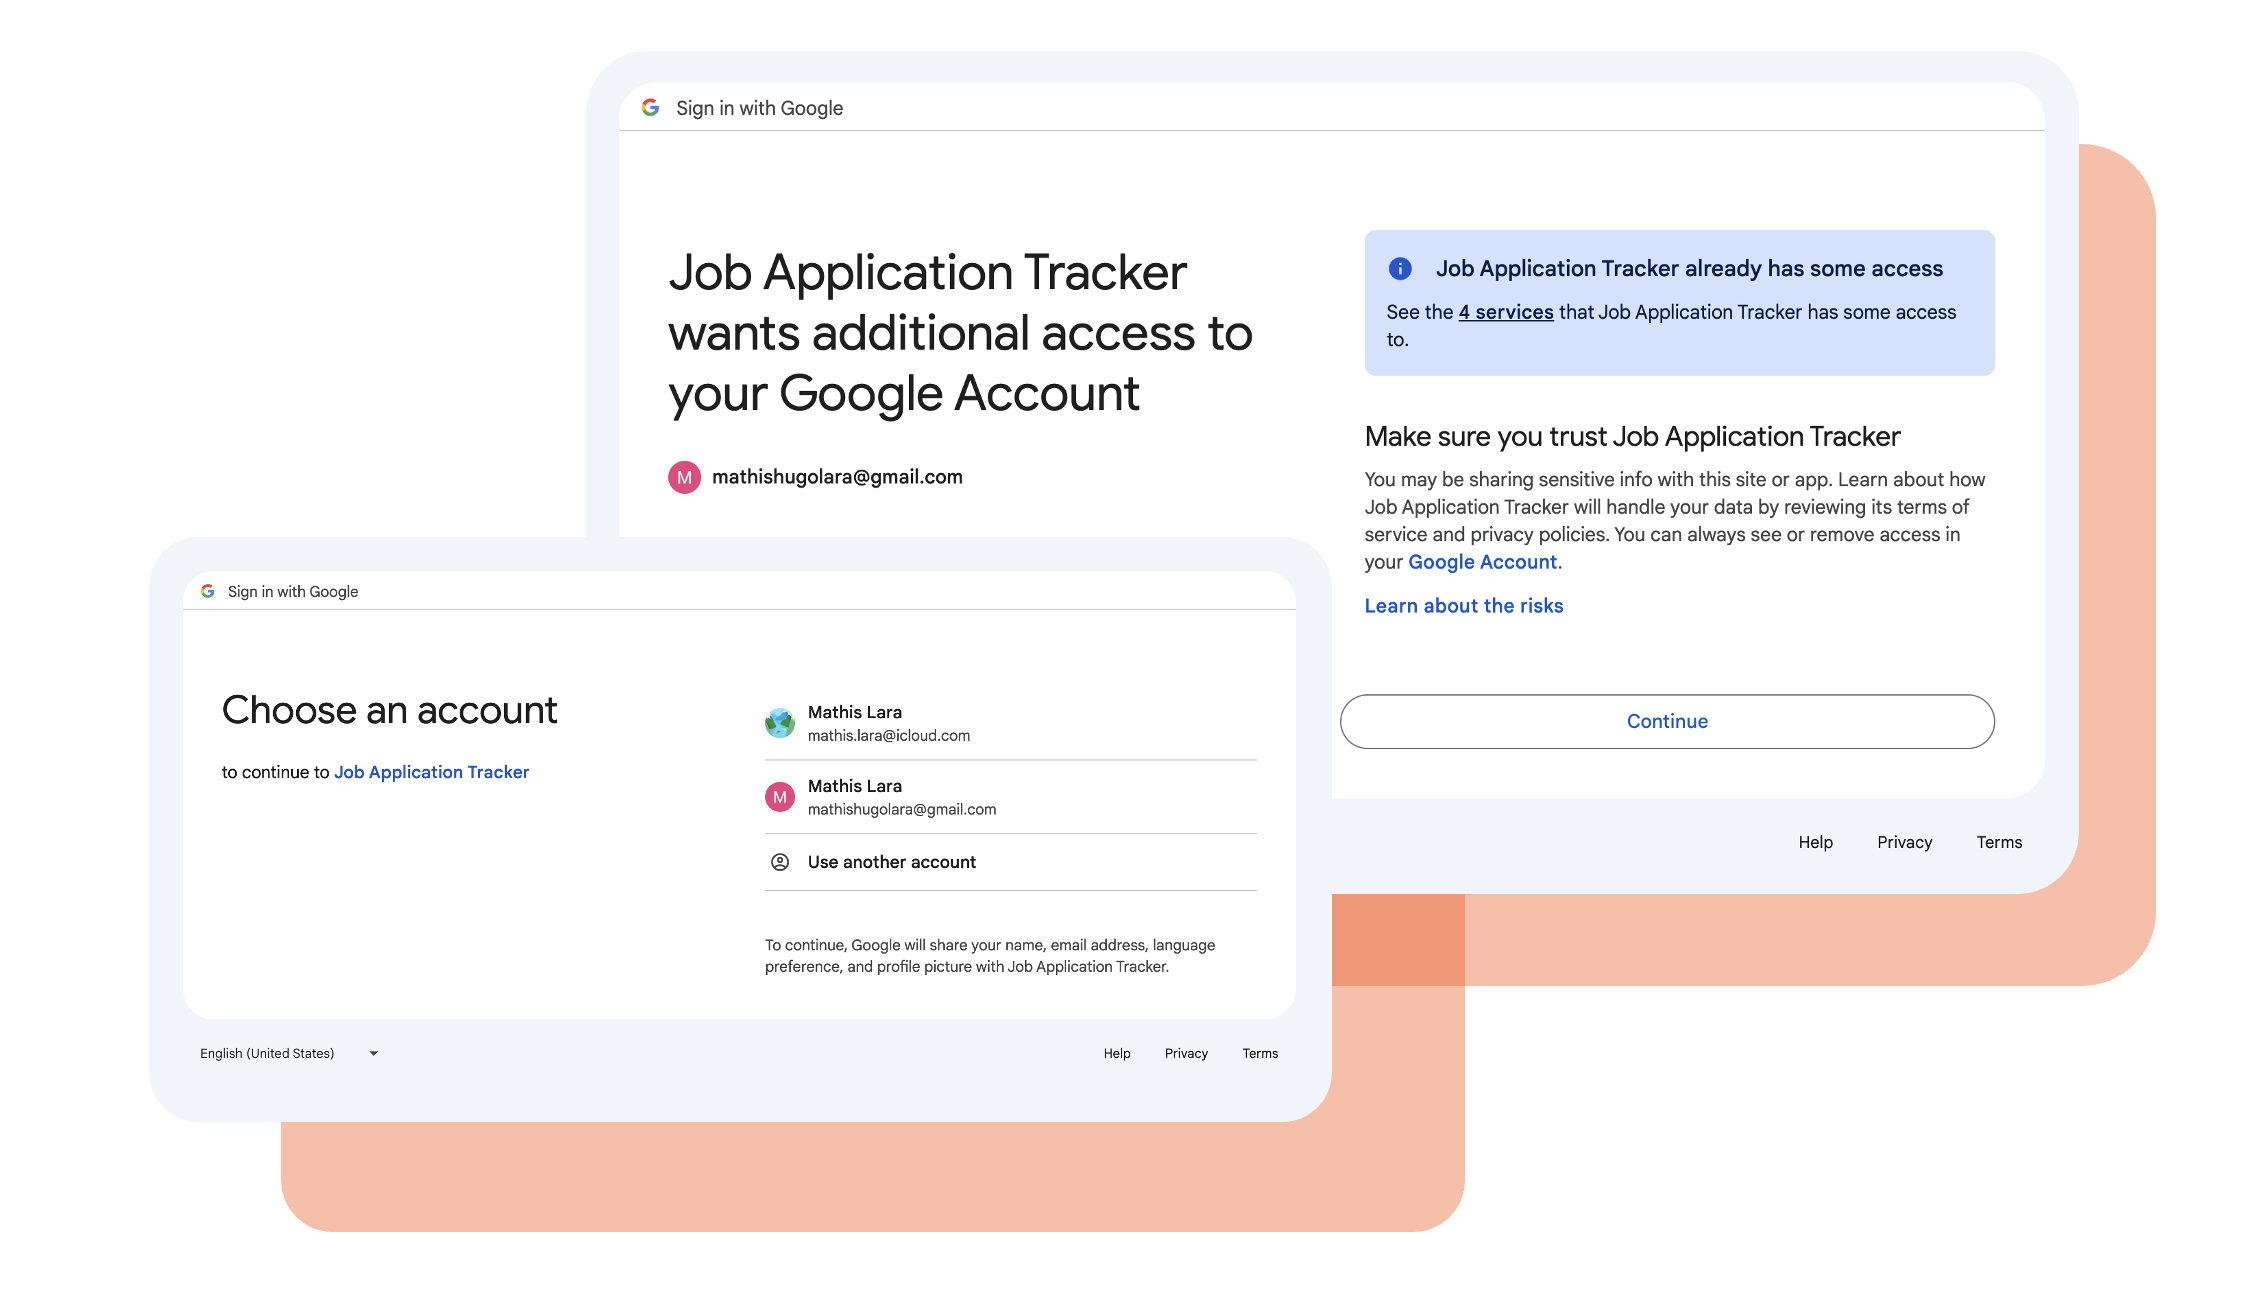 Sign in with Google
Job Application Tracker
wants additional access to
your Google Account
M mathishugolara@gmail.com
Job Application Tracker already has some access
See the 4 services that Job Application Tracker has some access
to.
Make sure you trust Job Application Tracker
You may be sharing sensitive info with this site or app. Learn about how
Job Application Tracker will handle your data by reviewing its terms of
service and privacy policies. You can always see or remove access in
your Google Account.
Learn about the risks
Continue
Help Privacy Terms
Sign in with Google
Choose an account
to continue to Job Application Tracker
Mathis Lara
mathis.lara@icloud.com
M
Mathis Lara
mathishugolara@gmail.com
Use another account
To continue, Google will share your name, email address, language
preference, and profile picture with Job Application Tracker.
English (United States)
Help Privacy Terms